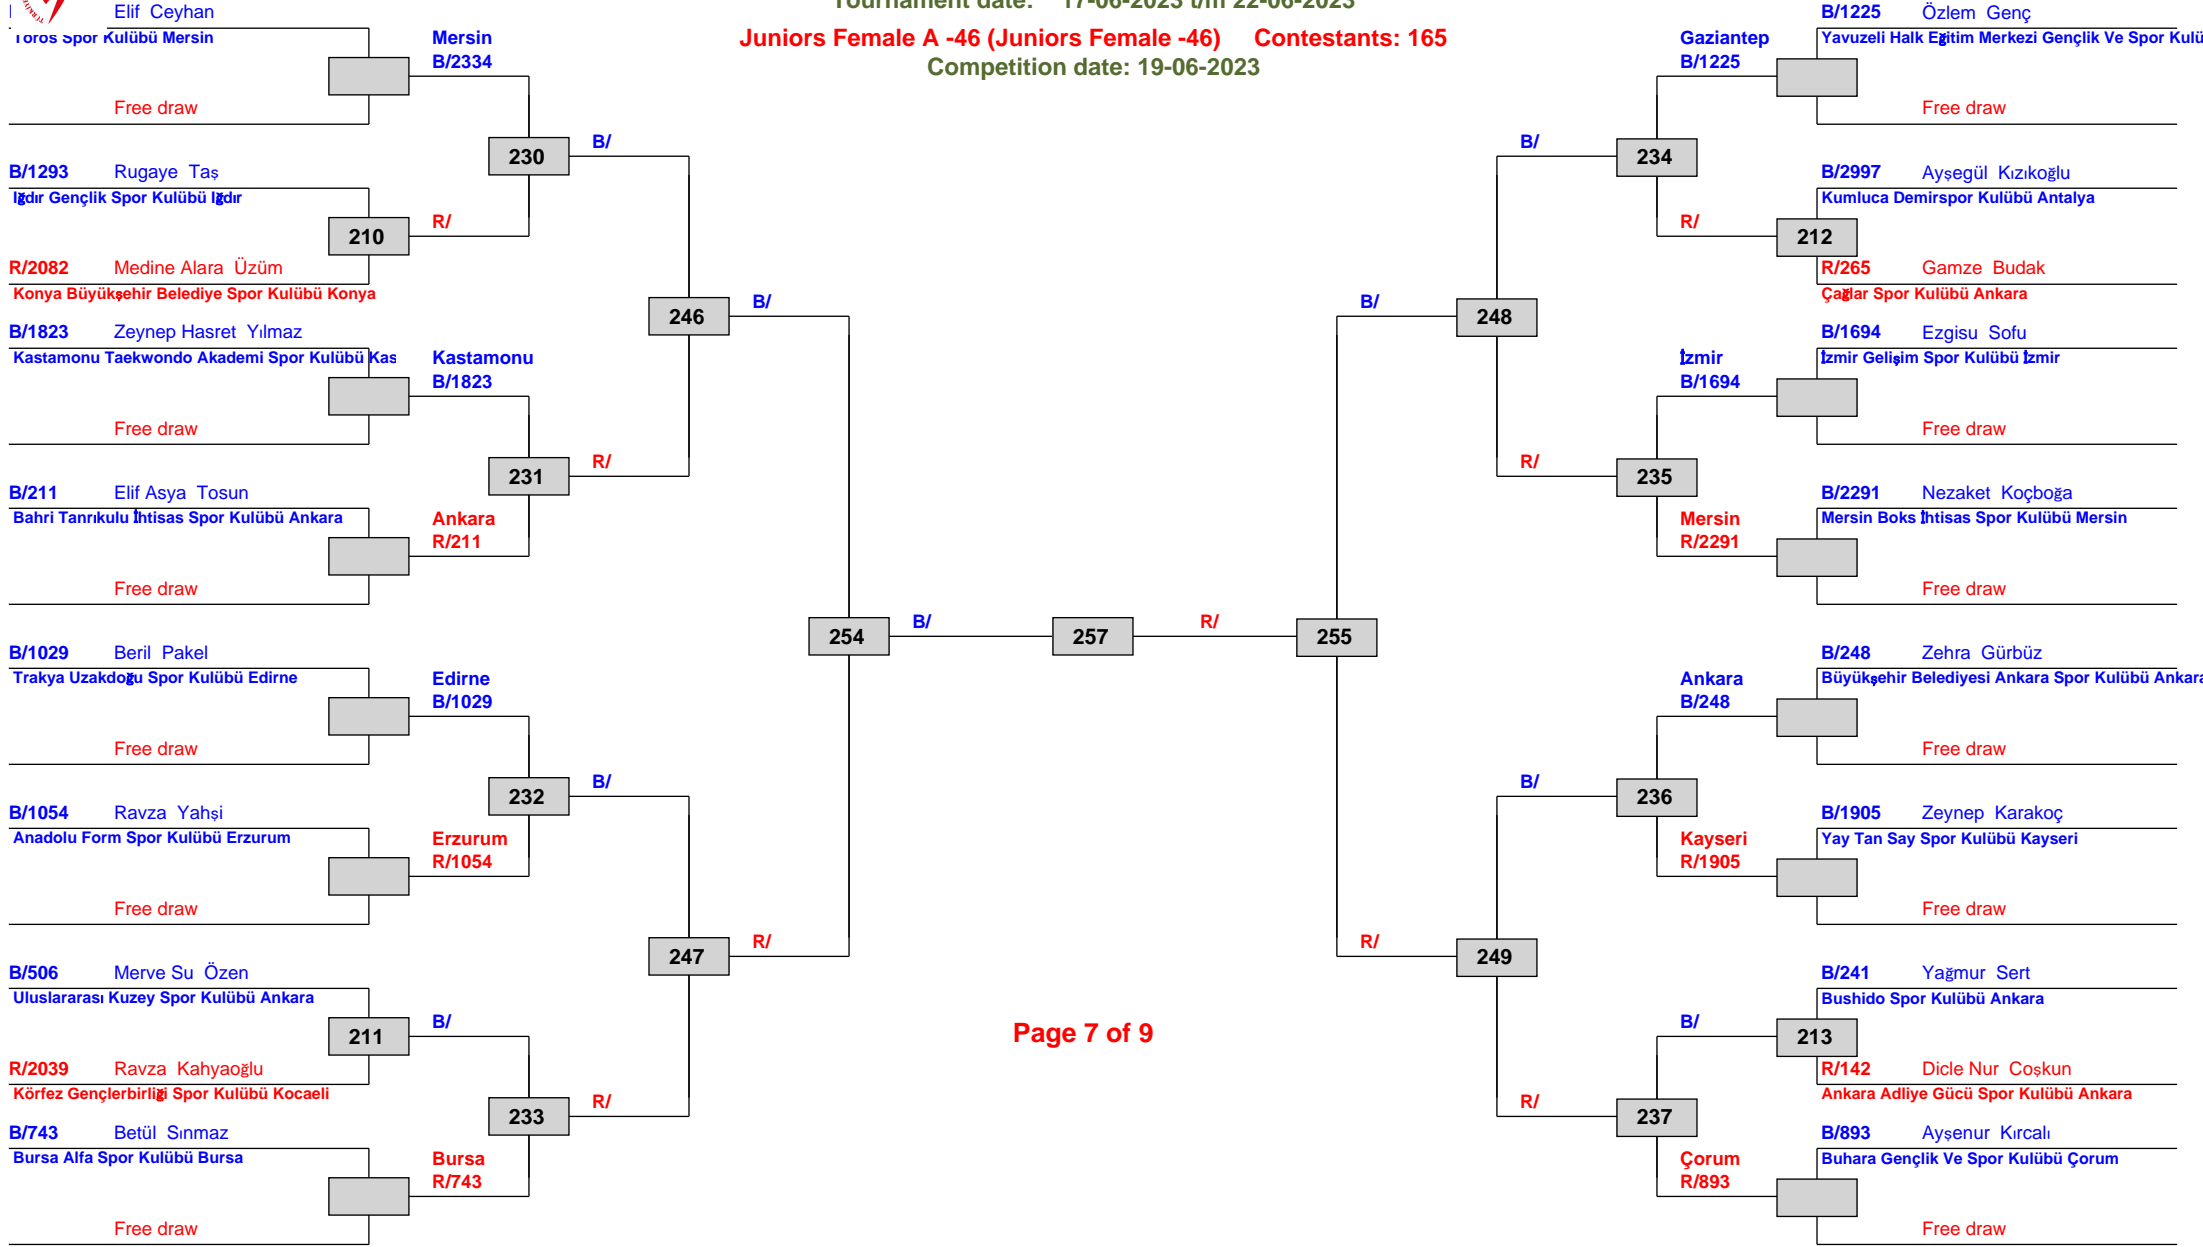 Tournament date: 17-06-2023 t/m 22-06-2023
Juniors Female A -46 (Juniors Female -46) Contestants: 165
Competition date: 19-06-2023
Elif Ceyhan
Toros Spor Kulübü Mersin
Free draw
Mersin
B/2334
B/1293 Rugaye Taş
Iğdır Gençlik Spor Kulübü Iğdır
210
R/
R/2082 Medine Alara Üzüm
Konya Büyükşehir Belediye Spor Kulübü Konya
230
B/
B/1823 Zeynep Hasret Yılmaz
Kastamonu Taekwondo Akademi Spor Kulübü Kas
Free draw
Kastamonu
B/1823
231
R/
B/211 Elif Asya Tosun
Bahri Tanrıkulu İhtisas Spor Kulübü Ankara
Free draw
Ankara
R/211
246
B/
B/1029 Beril Pakel
Trakya Uzakdoğu Spor Kulübü Edirne
Free draw
Edirne
B/1029
232
B/
B/1054 Ravza Yahşi
Anadolu Form Spor Kulübü Erzurum
Free draw
Erzurum
R/1054
247
R/
B/506 Merve Su Özen
Uluslararası Kuzey Spor Kulübü Ankara
211
B/
R/2039 Ravza Kahyaoğlu
Körfez Gençlerbirliği Spor Kulübü Kocaeli
233
R/
B/743 Betül Sınmaz
Bursa Alfa Spor Kulübü Bursa
Free draw
Bursa
R/743
254
B/
257
R/
255
Page 7 of 9
B/1225 Özlem Genç
Yavuzeli Halk Eğitim Merkezi Gençlik Ve Spor Kulü
Free draw
Gaziantep
B/1225
234
B/
B/2997 Ayşegül Kızıkoğlu
Kumluca Demirspor Kulübü Antalya
212
R/
R/265 Gamze Budak
Çağlar Spor Kulübü Ankara
248
B/
B/1694 Ezgisu Sofu
İzmir Gelişim Spor Kulübü İzmir
Free draw
İzmir
B/1694
235
R/
B/2291 Nezaket Koçboğa
Mersin Boks İhtisas Spor Kulübü Mersin
Free draw
Mersin
R/2291
B/248 Zehra Gürbüz
Büyükşehir Belediyesi Ankara Spor Kulübü Ankara
Free draw
Ankara
B/248
236
B/
B/1905 Zeynep Karakoç
Yay Tan Say Spor Kulübü Kayseri
Free draw
Kayseri
R/1905
249
R/
B/241 Yağmur Sert
Bushido Spor Kulübü Ankara
213
B/
R/142 Dicle Nur Coşkun
Ankara Adliye Gücü Spor Kulübü Ankara
237
R/
B/893 Ayşenur Kırcalı
Buhara Gençlik Ve Spor Kulübü Çorum
Free draw
Çorum
R/893